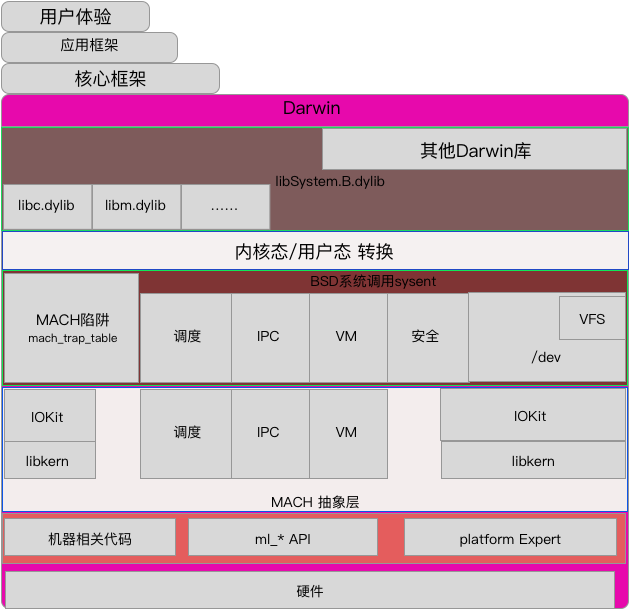 用户体验
应用框架
核心框架
Darwin
其他Darwin库
libSystem.B.dylib
libc.dylib
libm.dylib
……
内核态/用户态 转换
BSD系统调用sysent
MACH陷阱
mach_trap_table
调度
IPC
VM
安全
VFS
/dev
IOKit
libkern
调度
IPC
VM
IOKit
libkern
MACH 抽象层
机器相关代码
ml_* API
platform Expert
硬件